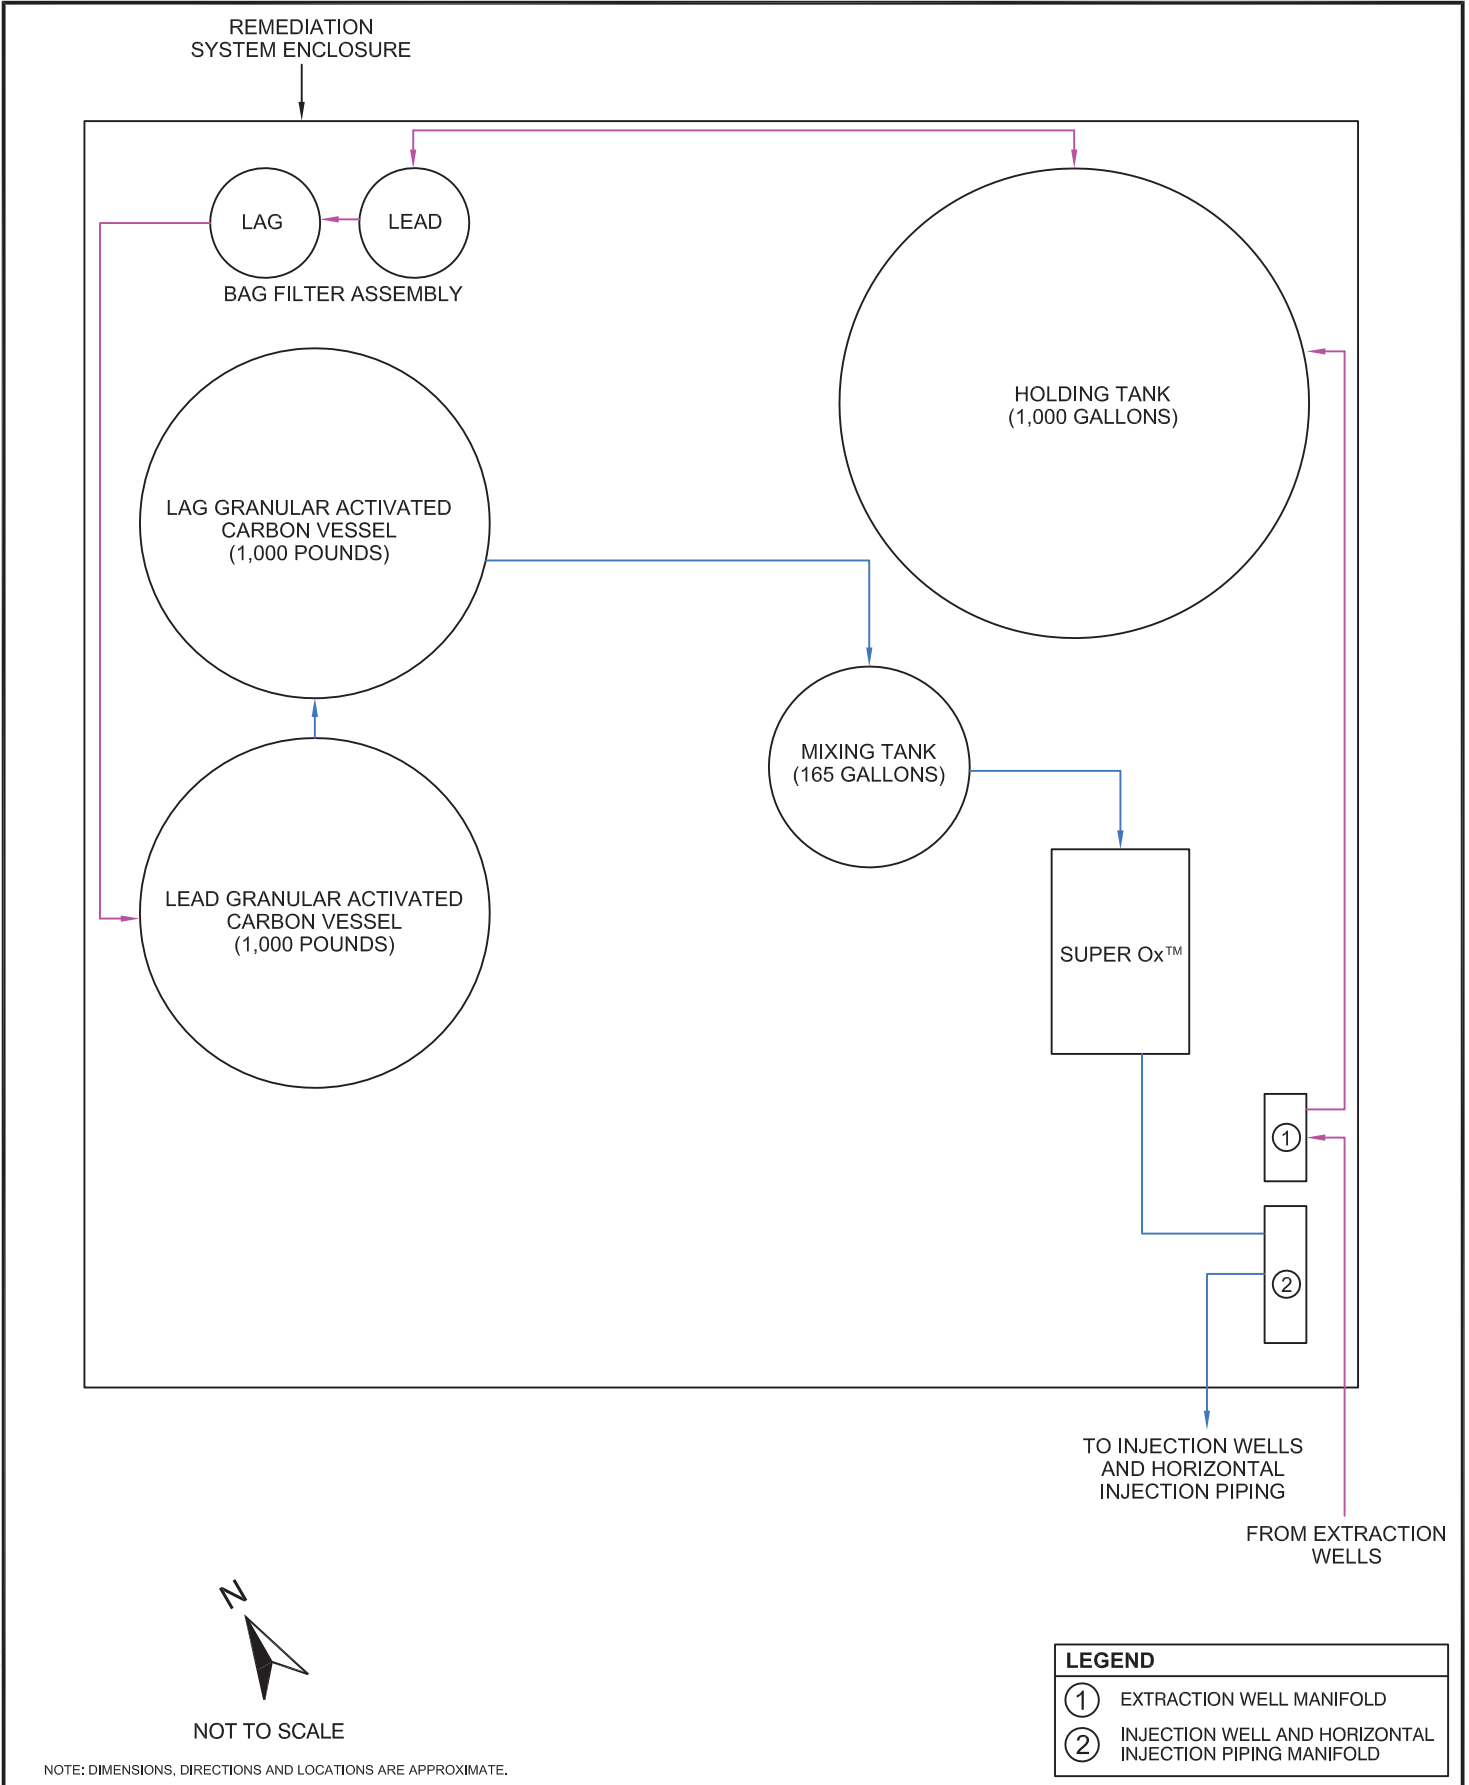 REMEDIATION
SYSTEM ENCLOSURE
LAG
LEAD
BAG FILTER ASSEMBLY
HOLDING TANK
(1,000 GALLONS)
LAG GRANULAR ACTIVATED
CARBON VESSEL
(1,000 POUNDS)
MIXING TANK
(165 GALLONS)
LEAD GRANULAR ACTIVATED
CARBON VESSEL
(1,000 POUNDS)
SUPER Ox™
1
2
TO INJECTION WELLS
AND HORIZONTAL
INJECTION PIPING
FROM EXTRACTION
WELLS
N
NOT TO SCALE
NOTE: DIMENSIONS, DIRECTIONS AND LOCATIONS ARE APPROXIMATE.
LEGEND
1 EXTRACTION WELL MANIFOLD
2 INJECTION WELL AND HORIZONTAL
INJECTION PIPING MANIFOLD